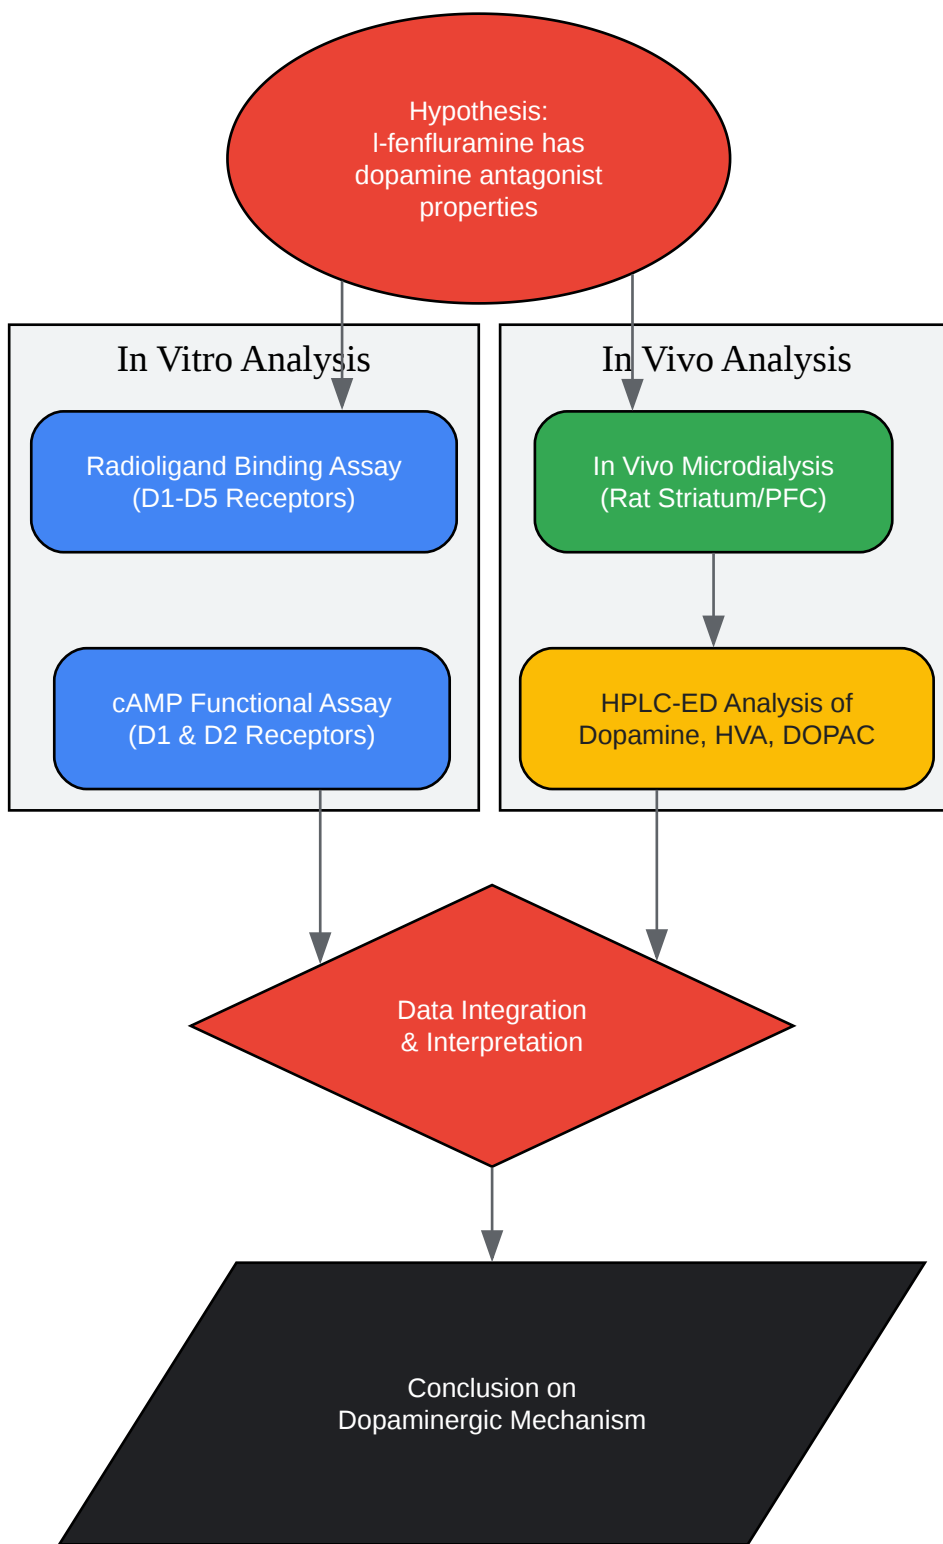 Hypothesis:
l-fenfluramine has
dopamine antagonist
properties
In Vitro Analysis
In Vivo Analysis
Radioligand Binding Assay
(D1-D5 Receptors)
In Vivo Microdialysis
(Rat Striatum/PFC)
cAMP Functional Assay
(D1 & D2 Receptors)
HPLC-ED Analysis of
Dopamine, HVA, DOPAC
Data Integration
& Interpretation
Conclusion on
Dopaminergic Mechanism